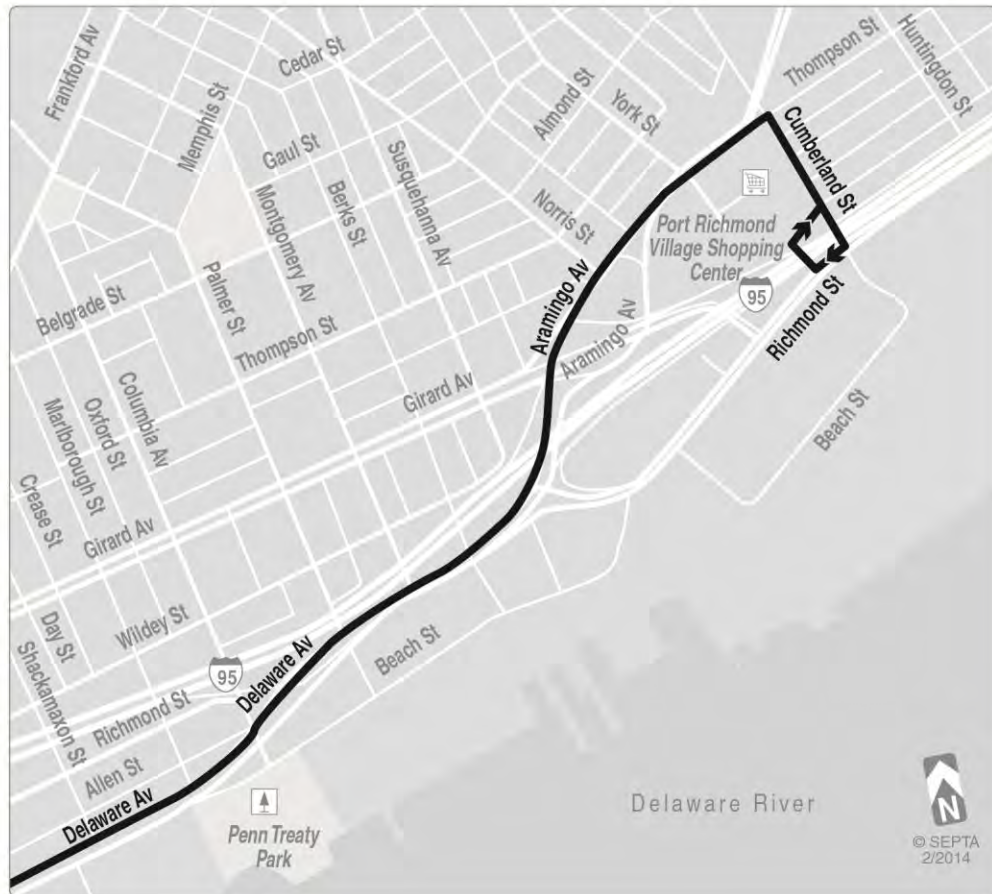 Frankford Av
Cedar St
Memphis St
Gaul St
Montgomery Av
Berks St
Susquehanna Av
Almond St
York St
Norris St
Thompson St
Huntingdon St
Cumberland St
Port Richmond
Village Shopping
Center
95
Richmond St
Beach St
Aramingo Av
Aramingo Av
Belgrade St
Palmer St
Thompson St
Girard Av
Columbia Av
Oxford St
Marlborough St
Crease St
Girard Av
Day St
Shackamaxon St
Wildey St
95
Richmond St
Delaware Av
Beach St
Allen St
Delaware Av
Penn Treaty
Park
Delaware River
N
© SEPTA
2/2014